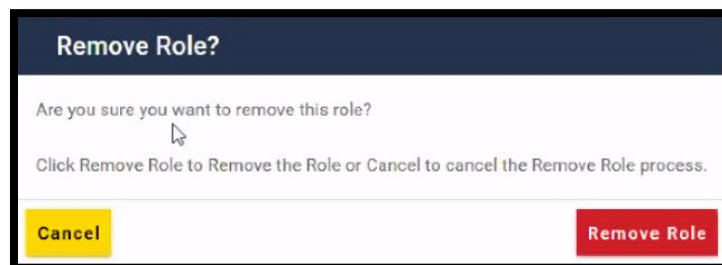 Remove Role?
Are you sure you want to remove this role?
Click Remove Role to Remove the Role or Cancel to cancel the Remove Role process.
Cancel
Remove Role